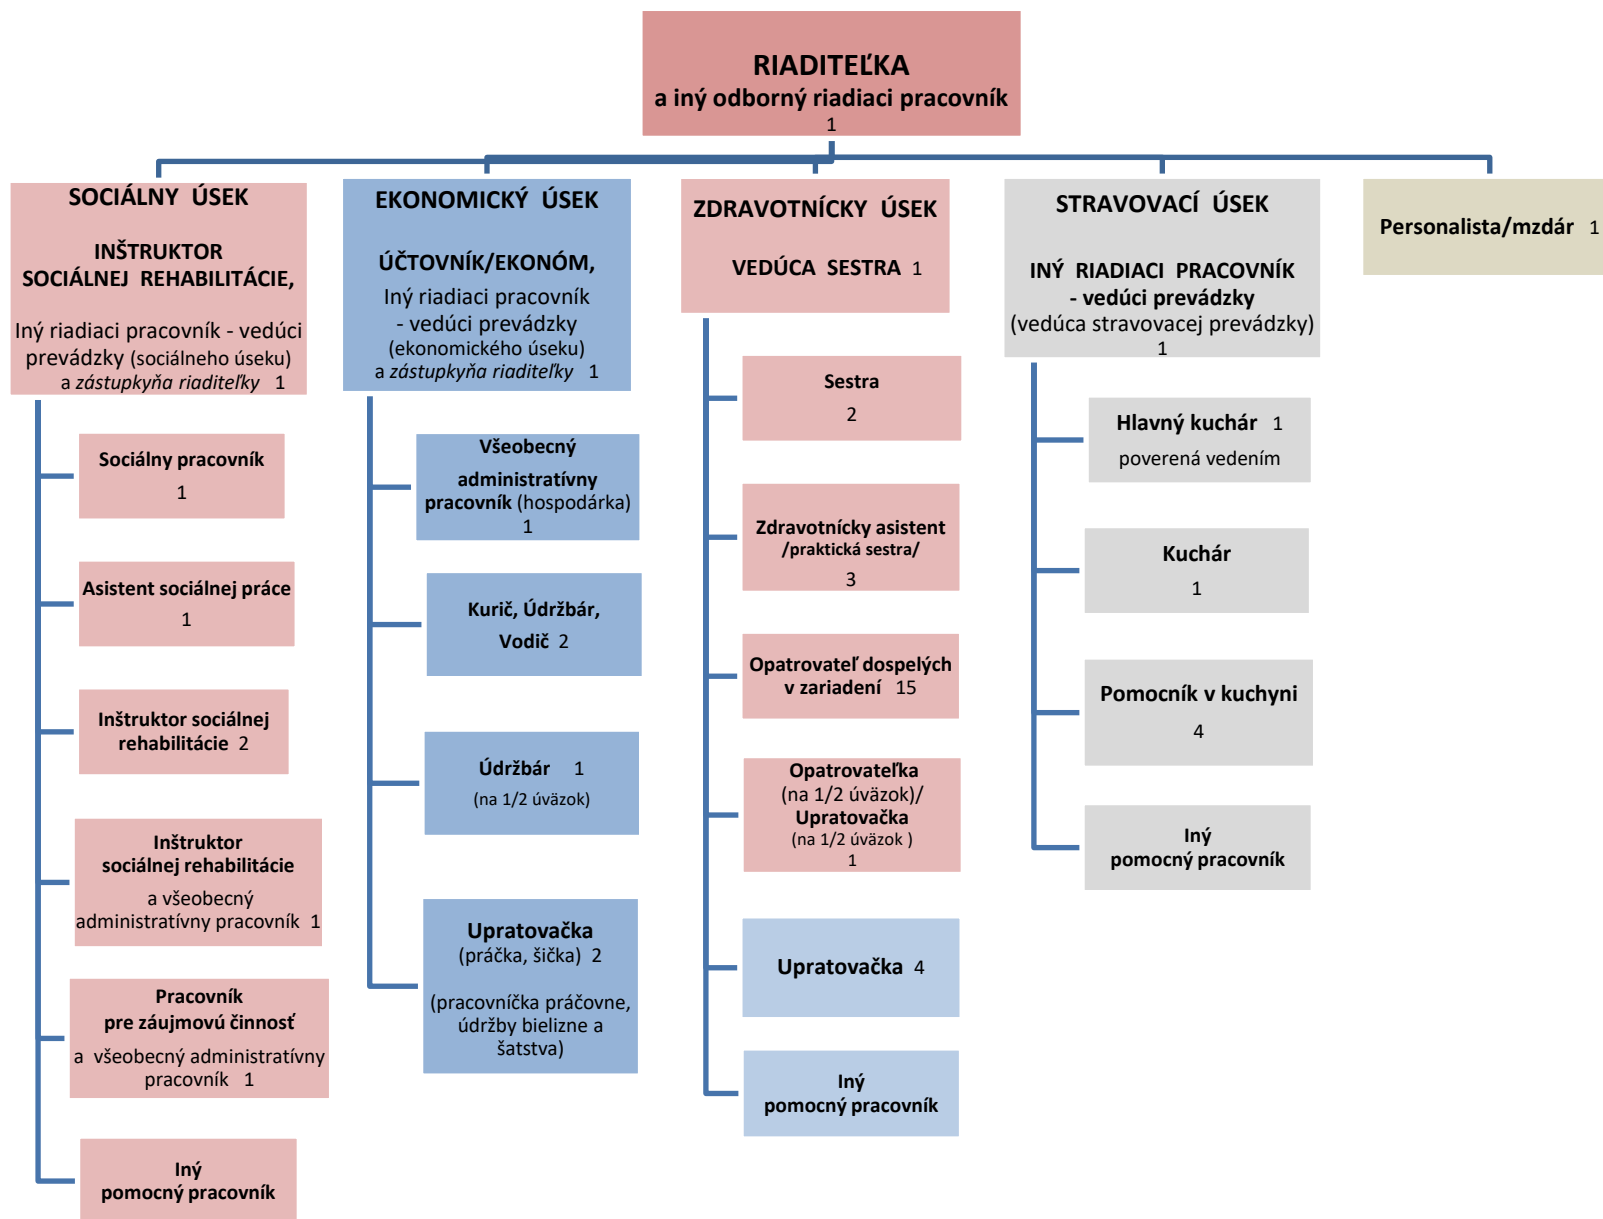 RIADITEĽKA
a iný odborný riadiaci pracovník
1
SOCIÁLNY ÚSEK
INŠTRUKTOR
SOCIÁLNEJ REHABILITÁCIE,
Iný riadiaci pracovník - vedúci
prevádzky (sociálneho úseku)
a zástupkyňa riaditeľky 1
Sociálny pracovník
1
Asistent sociálnej práce
1
Inštruktor sociálnej
rehabilitácie 2
Inštruktor
sociálnej rehabilitácie
a všeobecný
administratívny pracovník 1
Pracovník
pre záujmovú činnosť
a všeobecný administratívny
pracovník 1
Iný
pomocný pracovník
EKONOMICKÝ ÚSEK
ÚČTOVNÍK/EKONÓM,
Iný riadiaci pracovník
- vedúci prevádzky
(ekonomického úseku)
a zástupkyňa riaditeľky 1
Všeobecný
administratívny
pracovník (hospodárka)
1
Kurič, Údržbár,
Vodič 2
Údržbár 1
(na 1/2 úväzok)
Upratovačka
(práčka, šička) 2
(pracovníčka práčovne,
údržby bielizne a
šatstva)
ZDRAVOTNÍCKY ÚSEK
VEDÚCA SESTRA 1
Sestra
2
Zdravotnícky asistent
/praktická sestra/
3
Opatrovateľ dospelých
v zariadení 15
Opatrovateľka
(na 1/2 úväzok)/
Upratovačka
(na 1/2 úväzok )
1
Upratovačka 4
Iný
pomocný pracovník
STRAVOVACÍ ÚSEK
INÝ RIADIACI PRACOVNÍK
- vedúci prevádzky
(vedúca stravovacej prevádzky)
1
Hlavný kuchár 1
poverená vedením
Kuchár
1
Pomocník v kuchyni
4
Iný
pomocný pracovník
Personalista/mzdár 1